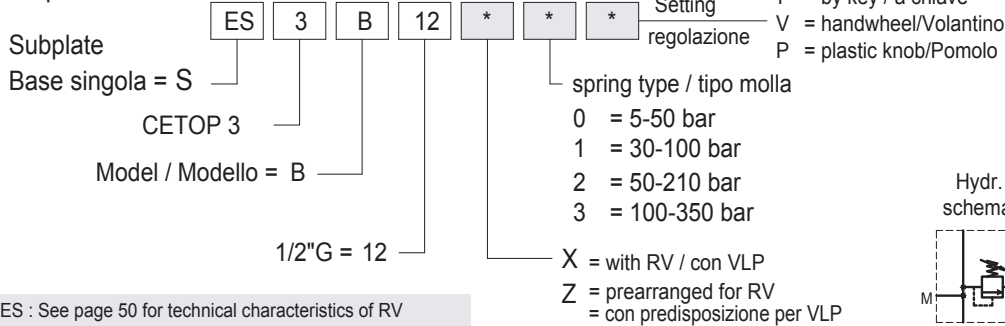 ES 3 B 12 * * *
Setting
regolazione
= by key / a chiave
V = handwheel/Volantino
P = plastic knob/Pomolo
Subplate
Base singola = S
spring type / tipo molla
CETOP 3
0 = 5-50 bar
1 = 30-100 bar
Model / Modello = B
2 = 50-210 bar
3 = 100-350 bar
Hydr.
schema
1/2"G = 12
X = with RV / con VLP
Z = prearranged for RV
= con predisposizione per VLP
M
ES : See page 50 for technical characteristics of RV